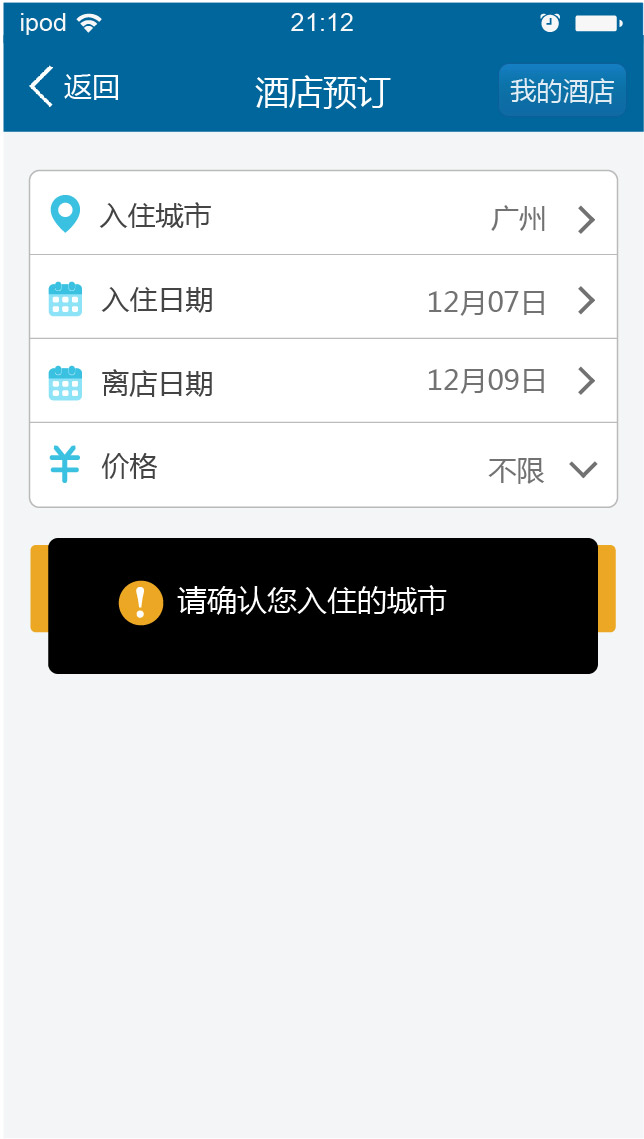 ipod 21:12
返回 酒店预订 我的酒店
入住城市 广州
入住日期 12月07日
离店日期 12月09日
价格 不限
请确认您入住的城市